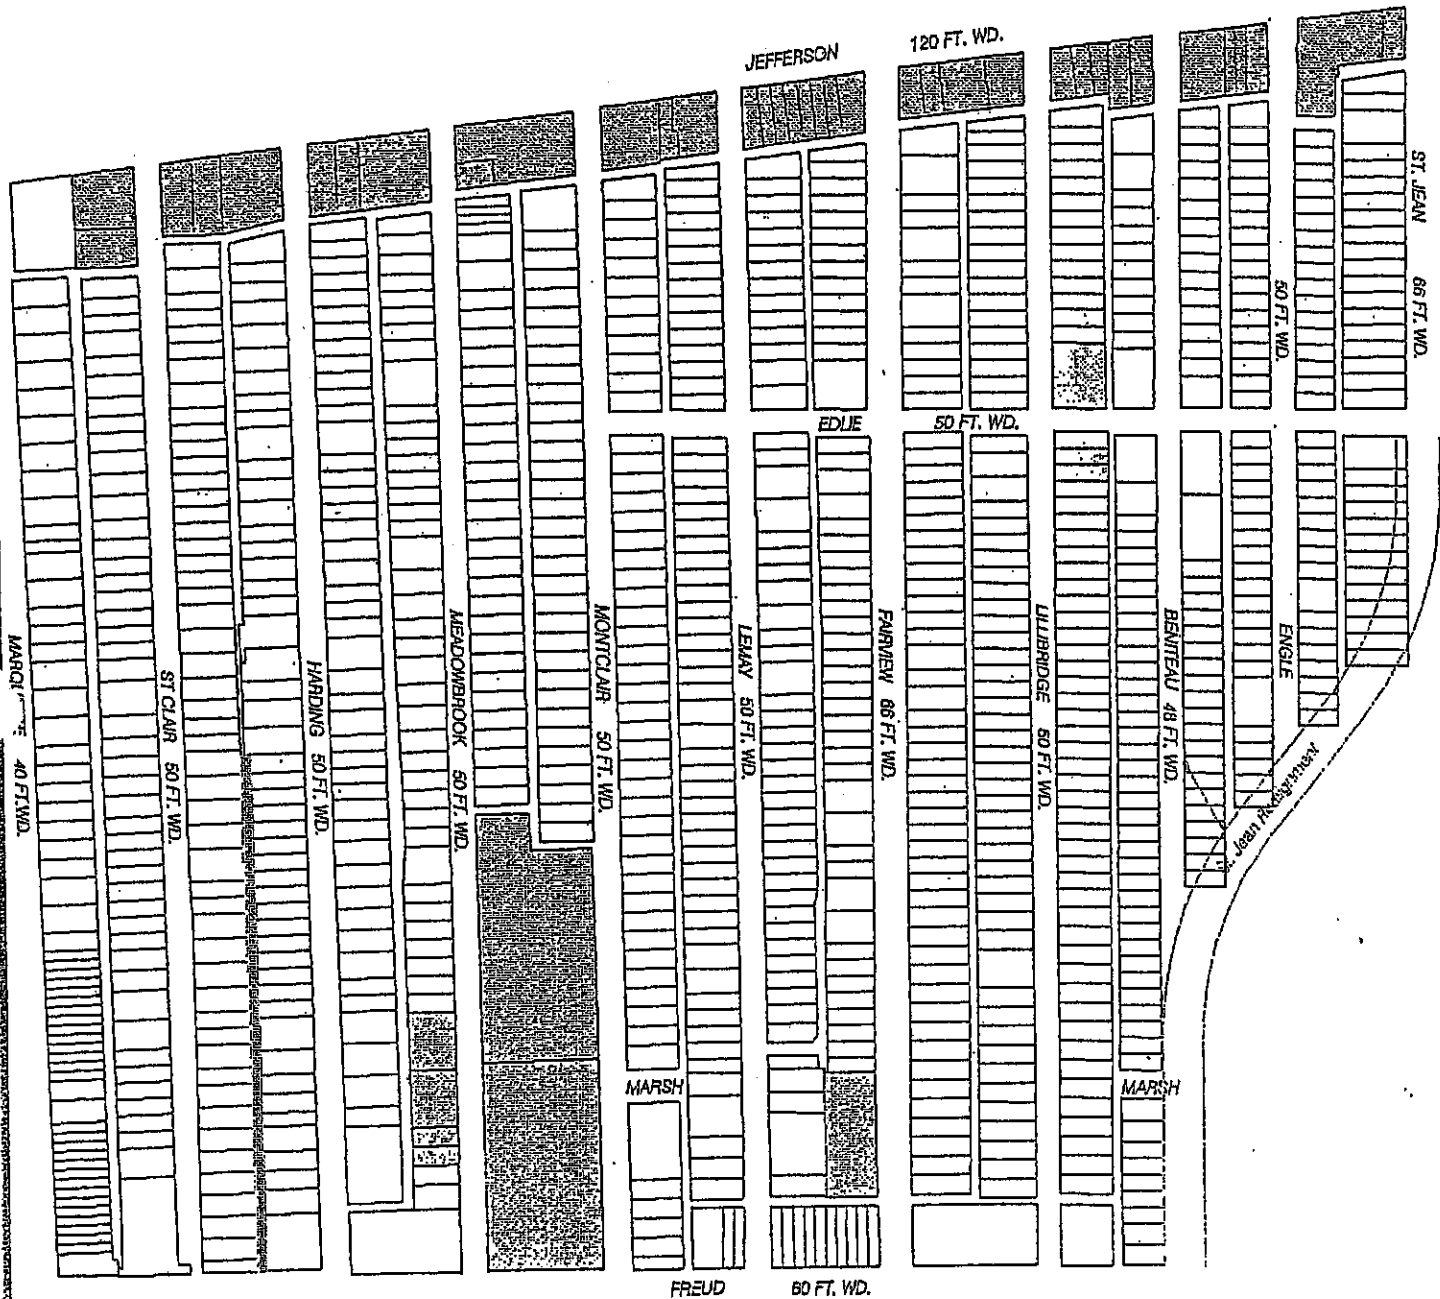 JEFFERSON 120 FT. WD.
ST. JEAN 66 FT. WD.
50 FT. WD.
EDLIE 50 FT. WD.
40 FT. WD.
ST CLAIR 50 FT. WD.
HARDING 50 FT. WD.
MEADOWBROOK 50 FT. WD.
MONTCLAIR 50 FT. WD.
LEMAY 50 FT. WD.
FAIRVIEW 66 FT. WD.
LILLIBRIDGE 50 FT. WD.
BENITEAU 48 FT. WD.
ENGLE
Jean Realignment
MARSH
MARSH
FREUD 60 FT. WD.